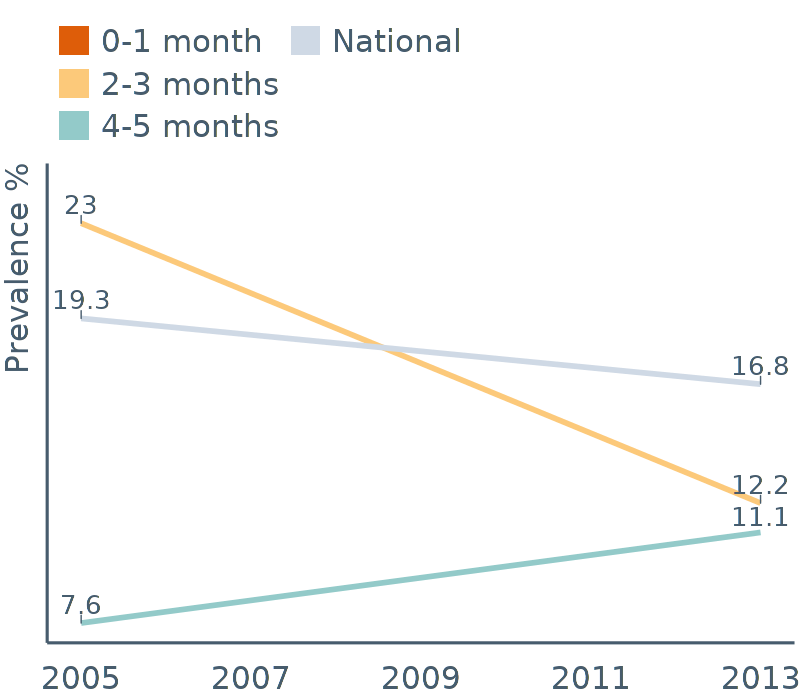 0-1 month
National
2-3 months
4-5 months
Prevalence %
23
19.3
16.8
12.2
11.1
7.6
2005 2007 2009 2011 2013